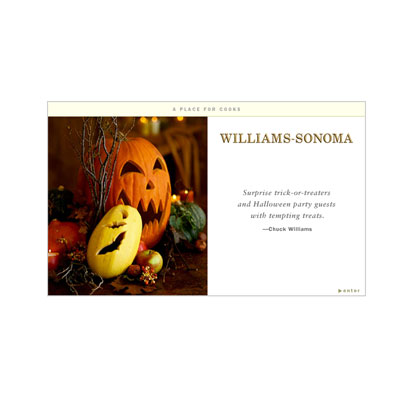 A PLACE FOR COOKS
WILLIAMS-SONOMA
Surprise trick-or-treaters
and Halloween party guests
with tempting treats.
—Chuck Williams
enter